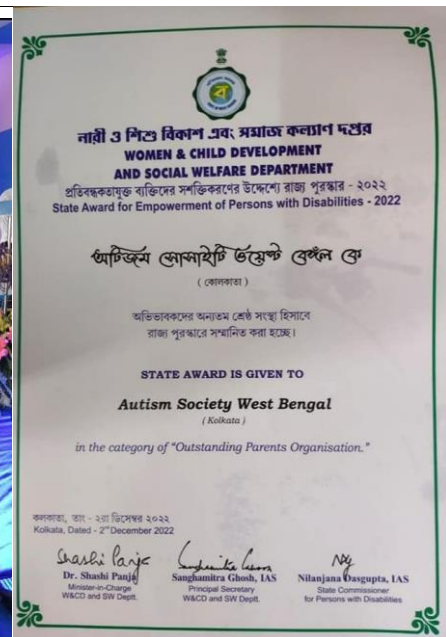 নারী ও শিশু বিকাশ এবং সমাজ কল্যাণ দপ্তর
WOMEN & CHILD DEVELOPMENT
AND SOCIAL WELFARE DEPARTMENT
প্রতিবন্ধকতাযুক্ত ব্যক্তিদের সশক্তিকরণের উদ্দেশ্যে রাজ্য পুরস্কার - ২০২২
State Award for Empowerment of Persons with Disabilities - 2022
অটিজম সোসাইটি ওয়েস্ট বেঙ্গল কে
( কোলকাতা )
অভিভাবকদের অন্যতম শ্রেষ্ঠ সংস্থা হিসাবে
রাজ্য পুরস্কারে সম্মানিত করা হচ্ছে।
STATE AWARD IS GIVEN TO
Autism Society West Bengal
( Kolkata )
in the category of "Outstanding Parents Organisation."
কলকাতা, তাং - ২রা ডিসেম্বর ২০২২
Kolkata, Dated - 2nd December 2022
Shashi Panja
Dr. Shashi Panja
Minister-in-Charge
W&CD and SW Deptt.
Sanghamitra Ghosh, IAS
Principal Secretary
W&CD and SW Deptt.
Nilanjana Dasgupta, IAS
State Commissioner
for Persons with Disabilities